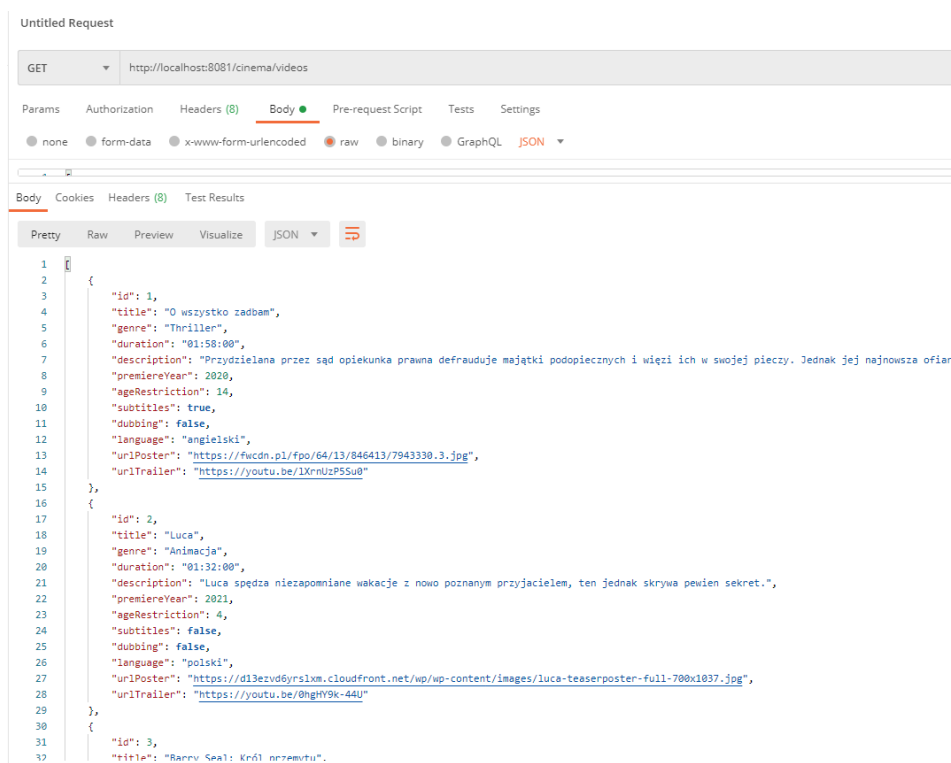 Untitled Request
GET http://localhost:8081/cinema/videos
Params Authorization Headers (8) Body Pre-request Script Tests Settings
none form-data x-www-form-urlencoded raw binary GraphQL JSON
Body Cookies Headers (8) Test Results
Pretty Raw Preview Visualize JSON
1 [
2 {
3 "id": 1,
4 "title": "O wszystko zadbam",
5 "genre": "Thriller",
6 "duration": "01:58:00",
7 "description": "Przydzielana przez sąd opiekunka prawna defrauduje majątki podopiecznych i więzi ich w swojej pieczy. Jednak jej najnowsza ofiar
8 "premiereYear": 2020,
9 "ageRestriction": 14,
10 "subtitles": true,
11 "dubbing": false,
12 "language": "angielski",
13 "urlPoster": "https://fwcdn.pl/fpo/64/13/846413/7943330.3.jpg",
14 "urlTrailer": "https://youtu.be/1XrnUzP5Su0"
15 },
16 {
17 "id": 2,
18 "title": "Luca",
19 "genre": "Animacja",
20 "duration": "01:32:00",
21 "description": "Luca spędza niezapomniane wakacje z nowo poznanym przyjacielem, ten jednak skrywa pewien sekret.",
22 "premiereYear": 2021,
23 "ageRestriction": 4,
24 "subtitles": false,
25 "dubbing": false,
26 "language": "polski",
27 "urlPoster": "https://d13ezvd6yrslxm.cloudfront.net/wp/wp-content/images/luca-teaserposter-full-700x1037.jpg",
28 "urlTrailer": "https://youtu.be/0hgHY9k-44U"
29 },
30 {
31 "id": 3,
32 "title": "Barry Seal: Król przemytu",